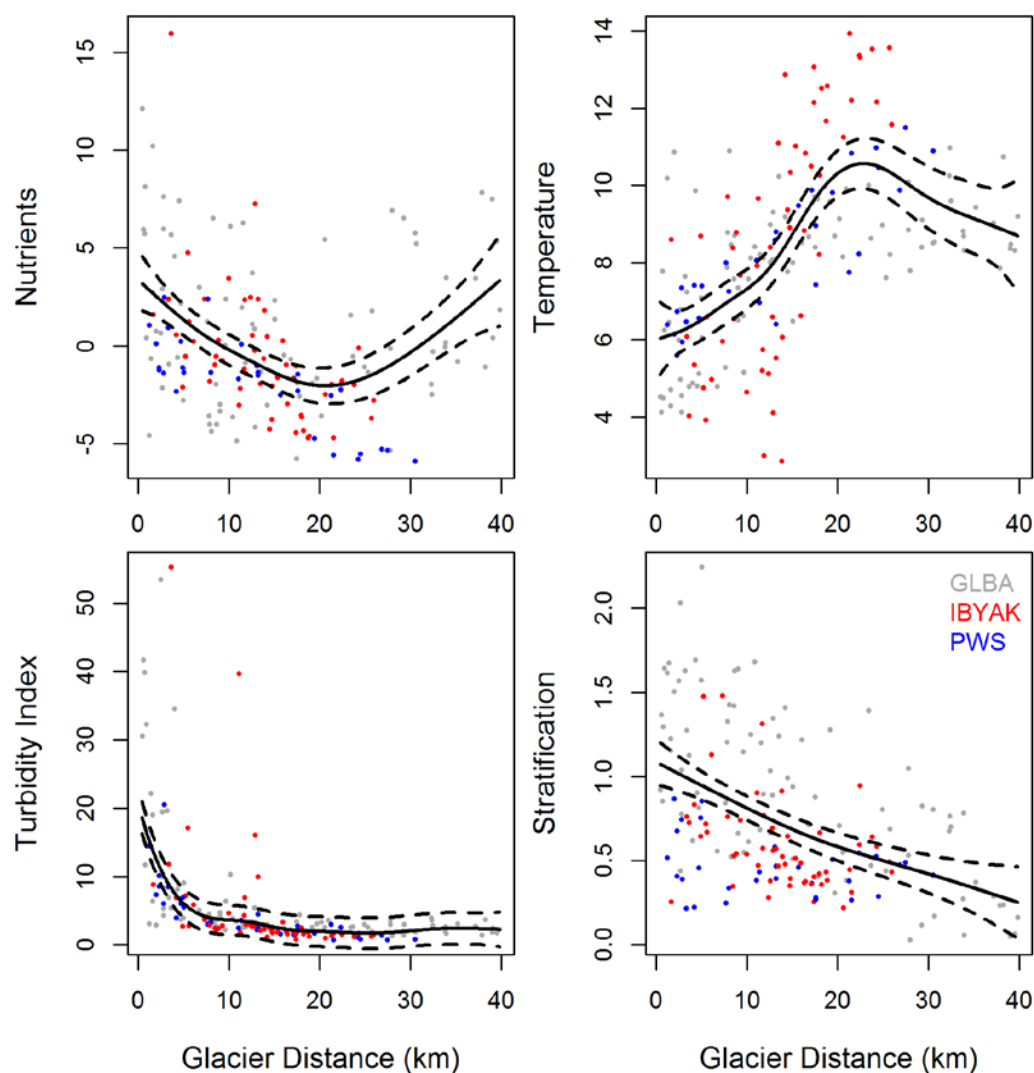 Nutrients
15
10
5
0
-5
0 10 20 30 40
Temperature
14
12
10
8
6
4
0 10 20 30 40
Turbidity Index
50
40
30
20
10
0
0 10 20 30 40
Glacier Distance (km)
Stratification
2.0
1.5
1.0
0.5
0.0
GLBA
IBYAK
PWS
0 10 20 30 40
Glacier Distance (km)